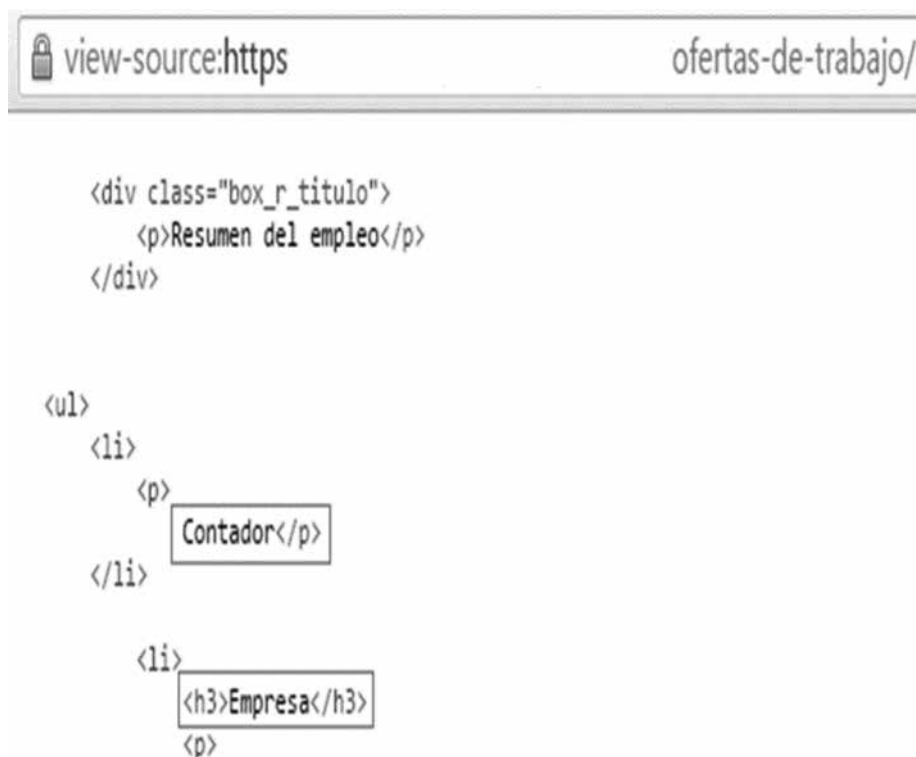 view-source:https ofertas-de-trabajo/
<div class="box_r_titulo">
<p>Resumen del empleo</p>
</div>
<ul>
<li>
<p>
Contador</p>
</li>
<li>
<h3>Empresa</h3>
<p>